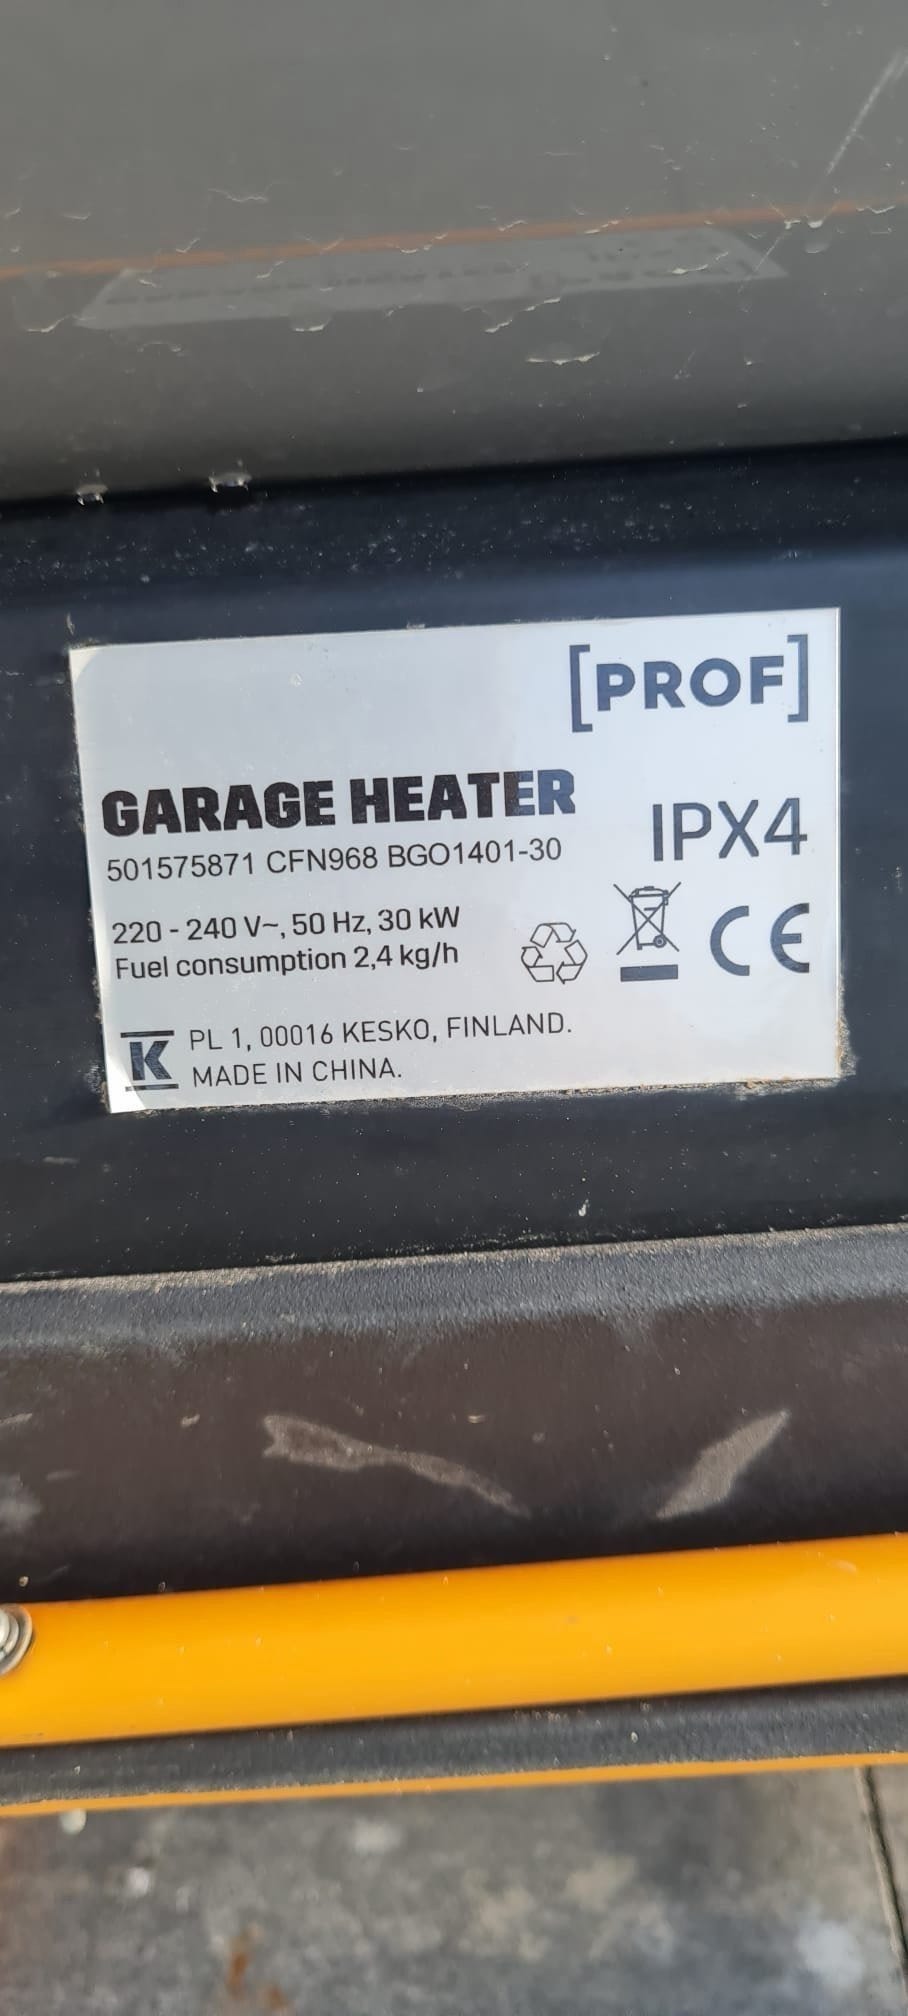 [PROF]
GARAGE HEATER
IPX4
501575871 CFN968 BGO1401-30
220 - 240 V~, 50 Hz, 30 kW
Fuel consumption 2,4 kg/h
CE
K
PL 1, 00016 KESKO, FINLAND.
MADE IN CHINA.